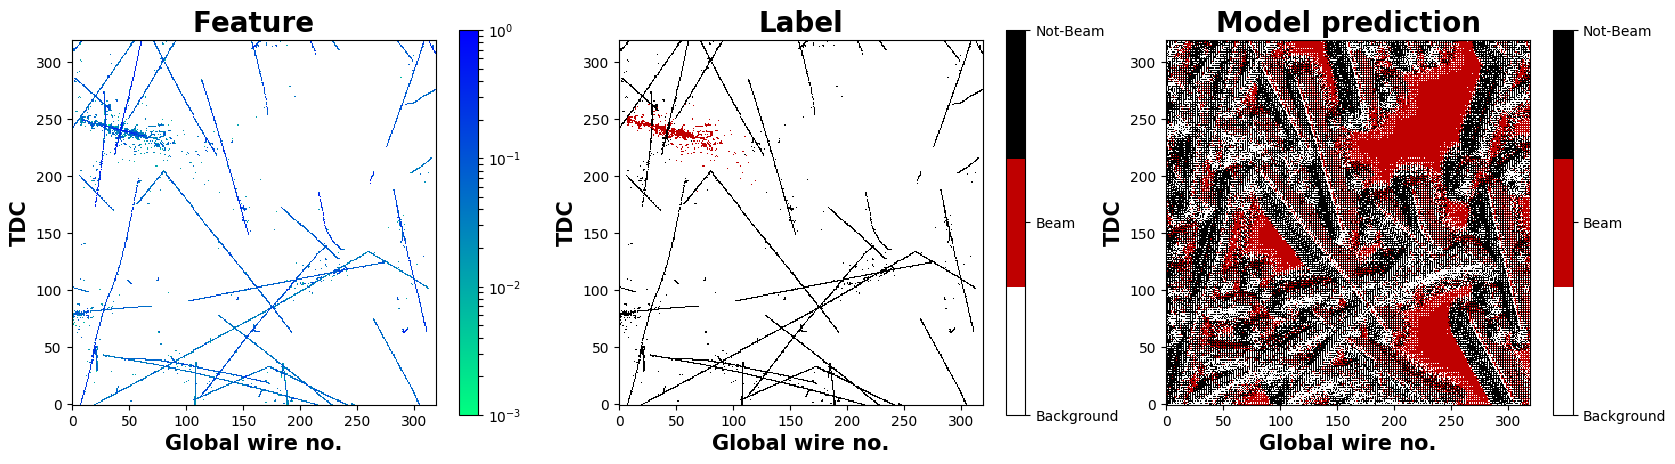 Feature
TDC
300
250
200
150
100
50
0
0 50 100 150 200 250 300
Global wire no.
10^0
10^-1
10^-2
10^-3
Label
TDC
300
250
200
150
100
50
0
0 50 100 150 200 250 300
Global wire no.
Not-Beam
Beam
Background
Model prediction
TDC
300
250
200
150
100
50
0
0 50 100 150 200 250 300
Global wire no.
Not-Beam
Beam
Background